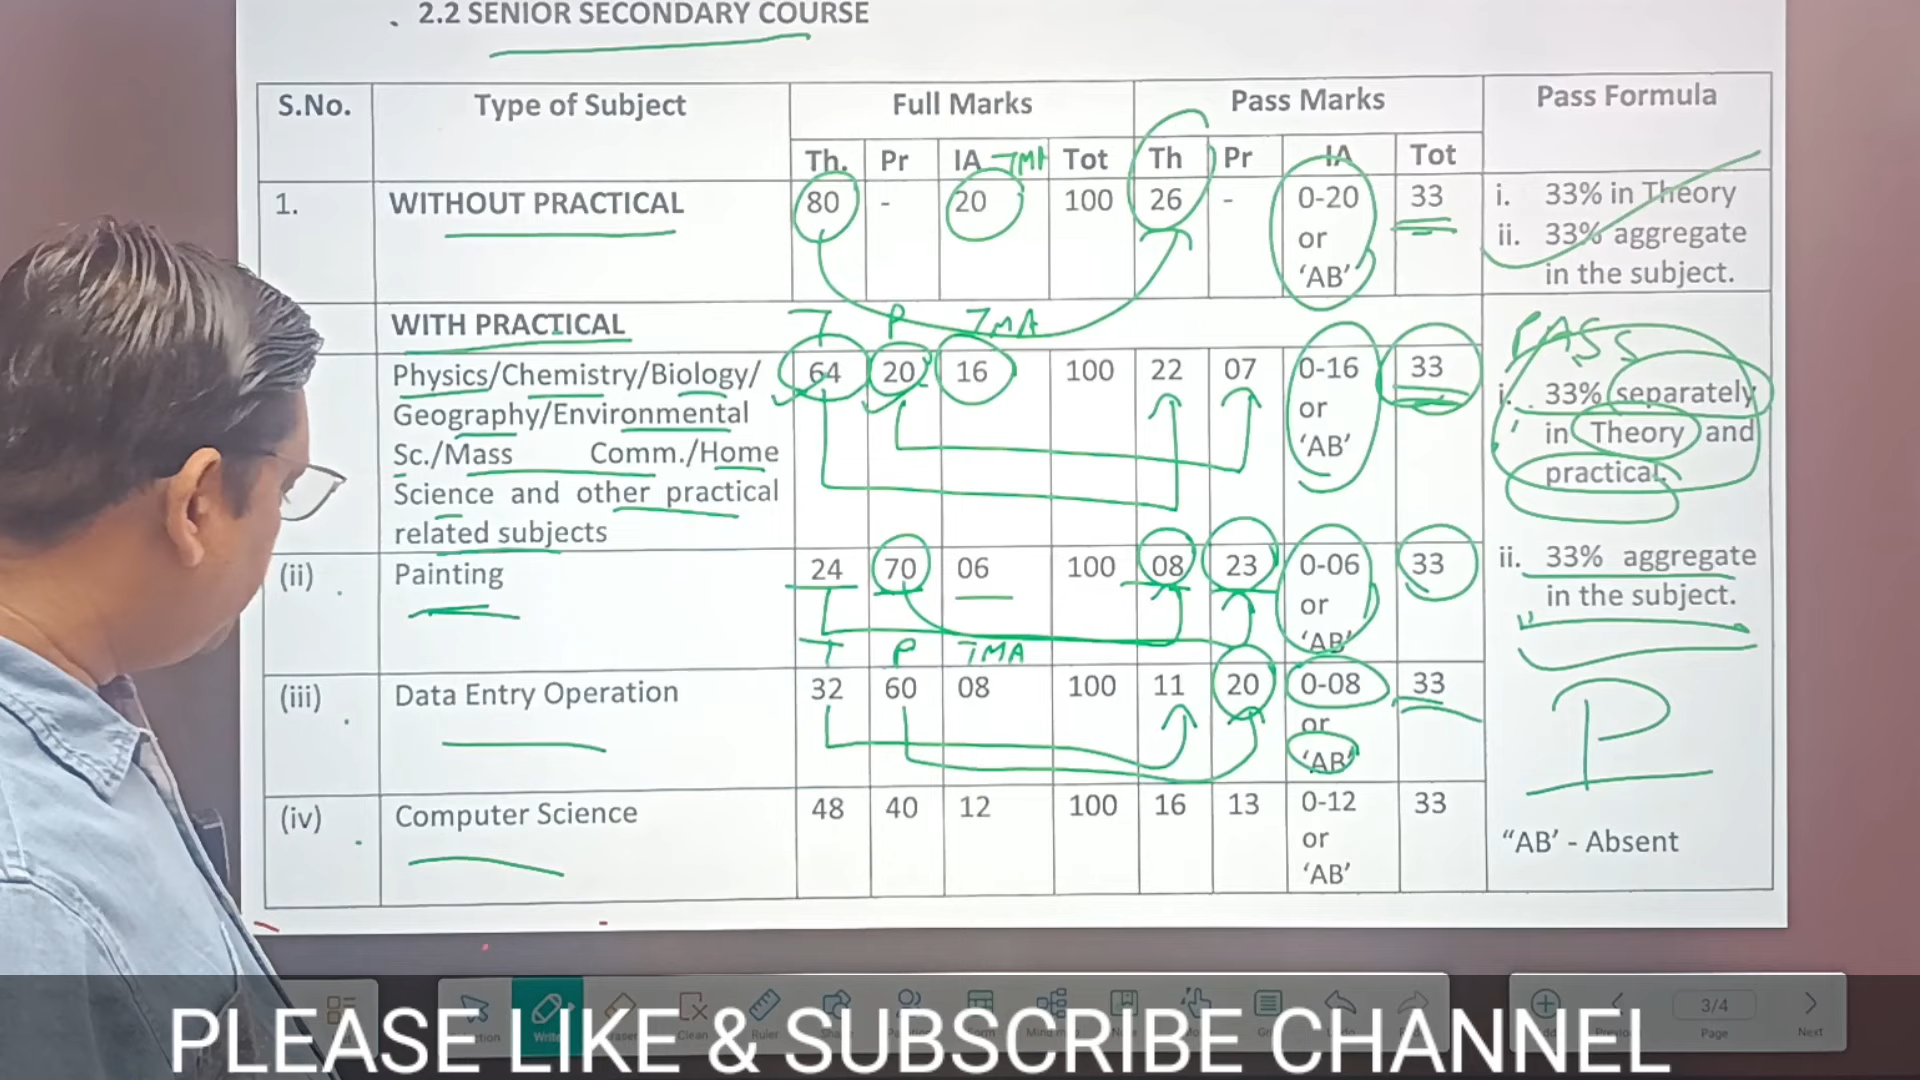 2.2 SENIOR SECONDARY COURSE
S.No. Type of Subject Full Marks Pass Marks Pass Formula
Th. Pr IA TMA Tot Th Pr IA Tot
1. WITHOUT PRACTICAL 80 - 20 100 26 - 0-20 33 i. 33% in Theory
or ii. 33% aggregate
‘AB’ in the subject.
WITH PRACTICAL T P TMA PASS
Physics/Chemistry/Biology/ 64 20 16 100 22 07 0-16 33 i. 33% separately
Geography/Environmental or in Theory and
Sc./Mass Comm./Home ‘AB’ practical.
Science and other practical
related subjects
(ii) Painting 24 70 06 100 08 23 0-06 33 ii. 33% aggregate
or in the subject.
‘AB’
T P TMA
(iii) Data Entry Operation 32 60 08 100 11 20 0-08 33
or P
‘AB’
(iv) Computer Science 48 40 12 100 16 13 0-12 33
or “AB’ - Absent
‘AB’
Write Clean Ruler 3/4
Page Next
PLEASE LIKE & SUBSCRIBE CHANNEL